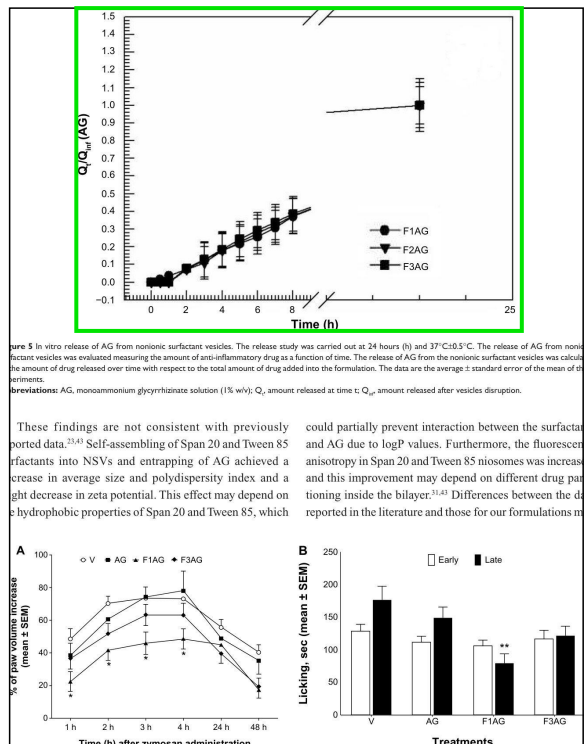 1.5
1.4
1.3
1.2
1.1
1.0
0.9
0.8
0.7
0.6
0.5
0.4
0.3
0.2
0.1
0.0
−0.1
Qt/Qinf (AG)
F1AG
F2AG
F3AG
0 2 4 6 8 25
Time (h)
5 In vitro release of AG from nonionic surfactant vesicles. The release study was carried out at 24 hours (h) and 37°C±0.5°C. The release of AG from
vesicles was evaluated measuring the amount of anti-inflammatory drug as a function of time. The release of AG from the nonionic surfactant vesicles was
the amount of drug released over time with respect to the total amount of drug added into the formulation. The data are the average ± standard error of the mean of

AG, monoammonium glycyrrhizinate solution (1% w/v); Qt, amount released at time t; Qinf, amount released after vesicles disruption.
These findings are not consistent with previously
data.23,43 Self-assembling of Span 20 and Tween 85
into NSVs and entrapping of AG achieved a
in average size and polydispersity index and a
decrease in zeta potential. This effect may depend on
hydrophobic properties of Span 20 and Tween 85, which
could partially prevent interaction between the
and AG due to logP values. Furthermore, the
anisotropy in Span 20 and Tween 85 niosomes was
and this improvement may depend on different drug
tioning inside the bilayer.31,43 Differences between the
reported in the literature and those for our formulations
A
V AG F1AG F3AG
100
80
60
40
20
0
% of paw volume increase
(mean ± SEM)
* * * *
1 h 2 h 3 h 4 h 24 h 48 h
Time (h) after zymosan administration
B
Early Late
250
200
150
100
50
0
Licking, sec (mean ± SEM)
**
V AG F1AG F3AG
Treatments